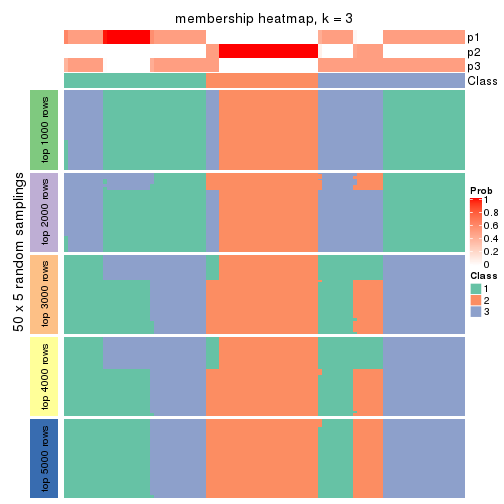 membership heatmap, k = 3
p1
p2
p3
Class
50 x 5 random samplings
top 1000 rows
top 2000 rows
top 3000 rows
top 4000 rows
top 5000 rows
Prob
1
0.8
0.6
0.4
0.2
0
Class
1
2
3